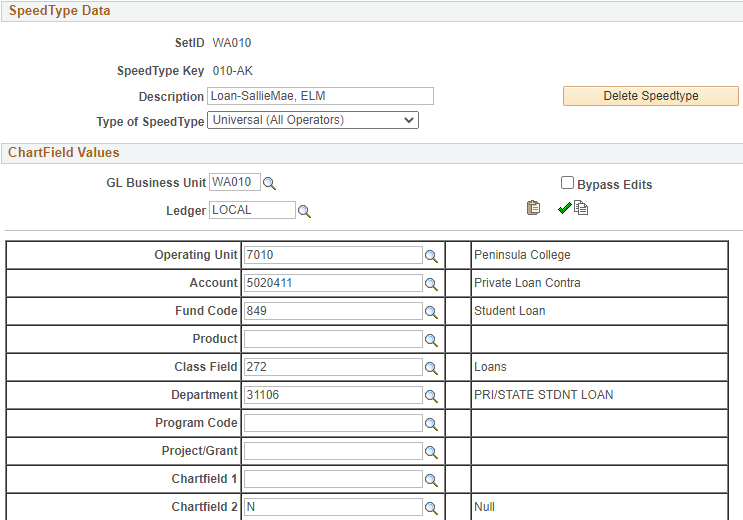 SpeedType Data
SetID WA010
SpeedType Key 010-AK
Description Loan-SallieMae, ELM
Delete Speedtype
Type of SpeedType Universal (All Operators)
ChartField Values
GL Business Unit WA010
Bypass Edits
Ledger LOCAL
Operating Unit 7010 Peninsula College
Account 5020411 Private Loan Contra
Fund Code 849 Student Loan
Product
Class Field 272 Loans
Department 31106 PRI/STATE STDNT LOAN
Program Code
Project/Grant
Chartfield 1
Chartfield 2 N Null